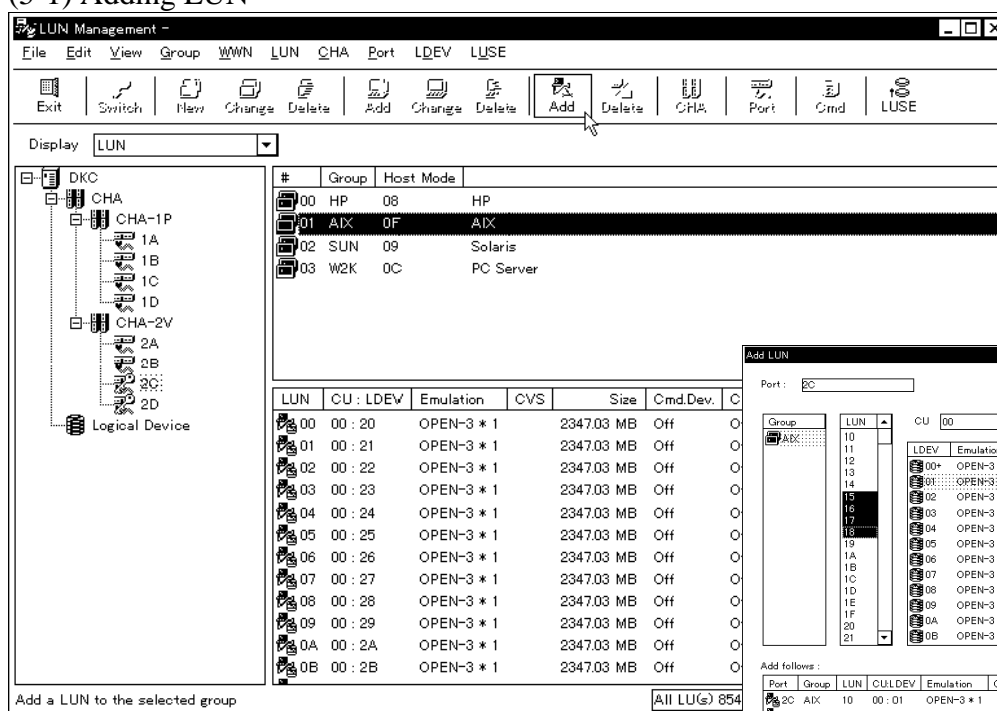 (3-1) Adding LUN
LUN Management -
File Edit View Group WWN LUN CHA Port LDEV LUSE
Exit Switch New Change Delete Add Change Delete Add Delete CHA Port Cmd LUSE
Display LUN
DKC
CHA
CHA-1P
1A
1B
1C
1D
CHA-2V
2A
2B
2C
2D
Logical Device
# Group Host Mode
00 HP 08 HP
01 AIX 0F AIX
02 SUN 09 Solaris
03 W2K 0C PC Server
LUN CU : LDEV Emulation CVS Size Cmd.Dev. C
00 00 : 20 OPEN-3 * 1 2347.03 MB Off O
01 00 : 21 OPEN-3 * 1 2347.03 MB Off O
02 00 : 22 OPEN-3 * 1 2347.03 MB Off O
03 00 : 23 OPEN-3 * 1 2347.03 MB Off O
04 00 : 24 OPEN-3 * 1 2347.03 MB Off O
05 00 : 25 OPEN-3 * 1 2347.03 MB Off O
06 00 : 26 OPEN-3 * 1 2347.03 MB Off O
07 00 : 27 OPEN-3 * 1 2347.03 MB Off O
08 00 : 28 OPEN-3 * 1 2347.03 MB Off O
09 00 : 29 OPEN-3 * 1 2347.03 MB Off O
0A 00 : 2A OPEN-3 * 1 2347.03 MB Off O
0B 00 : 2B OPEN-3 * 1 2347.03 MB Off O
Add a LUN to the selected group
All LU(s) 854
Add LUN
Port : 2C
Group
AIX
LUN
10
11
12
13
14
15
16
17
18
19
1A
1B
1C
1D
1E
1F
20
21
CU 00
LDEV Emulatio
00+ OPEN-3
01 OPEN-3
02 OPEN-3
03 OPEN-3
04 OPEN-3
05 OPEN-3
06 OPEN-3
07 OPEN-3
08 OPEN-3
09 OPEN-3
0A OPEN-3
0B OPEN-3
Add follows :
Port Group LUN CU:LDEV Emulation C
2C AIX 10 00 : 01 OPEN-3 * 1